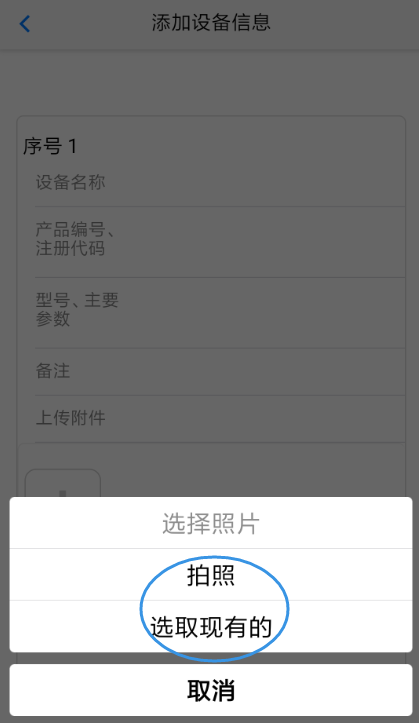 添加设备信息
序号 1
设备名称
产品编号、
注册代码
型号、主要
参数
备注
上传附件
选择照片
拍照
选取现有的
取消